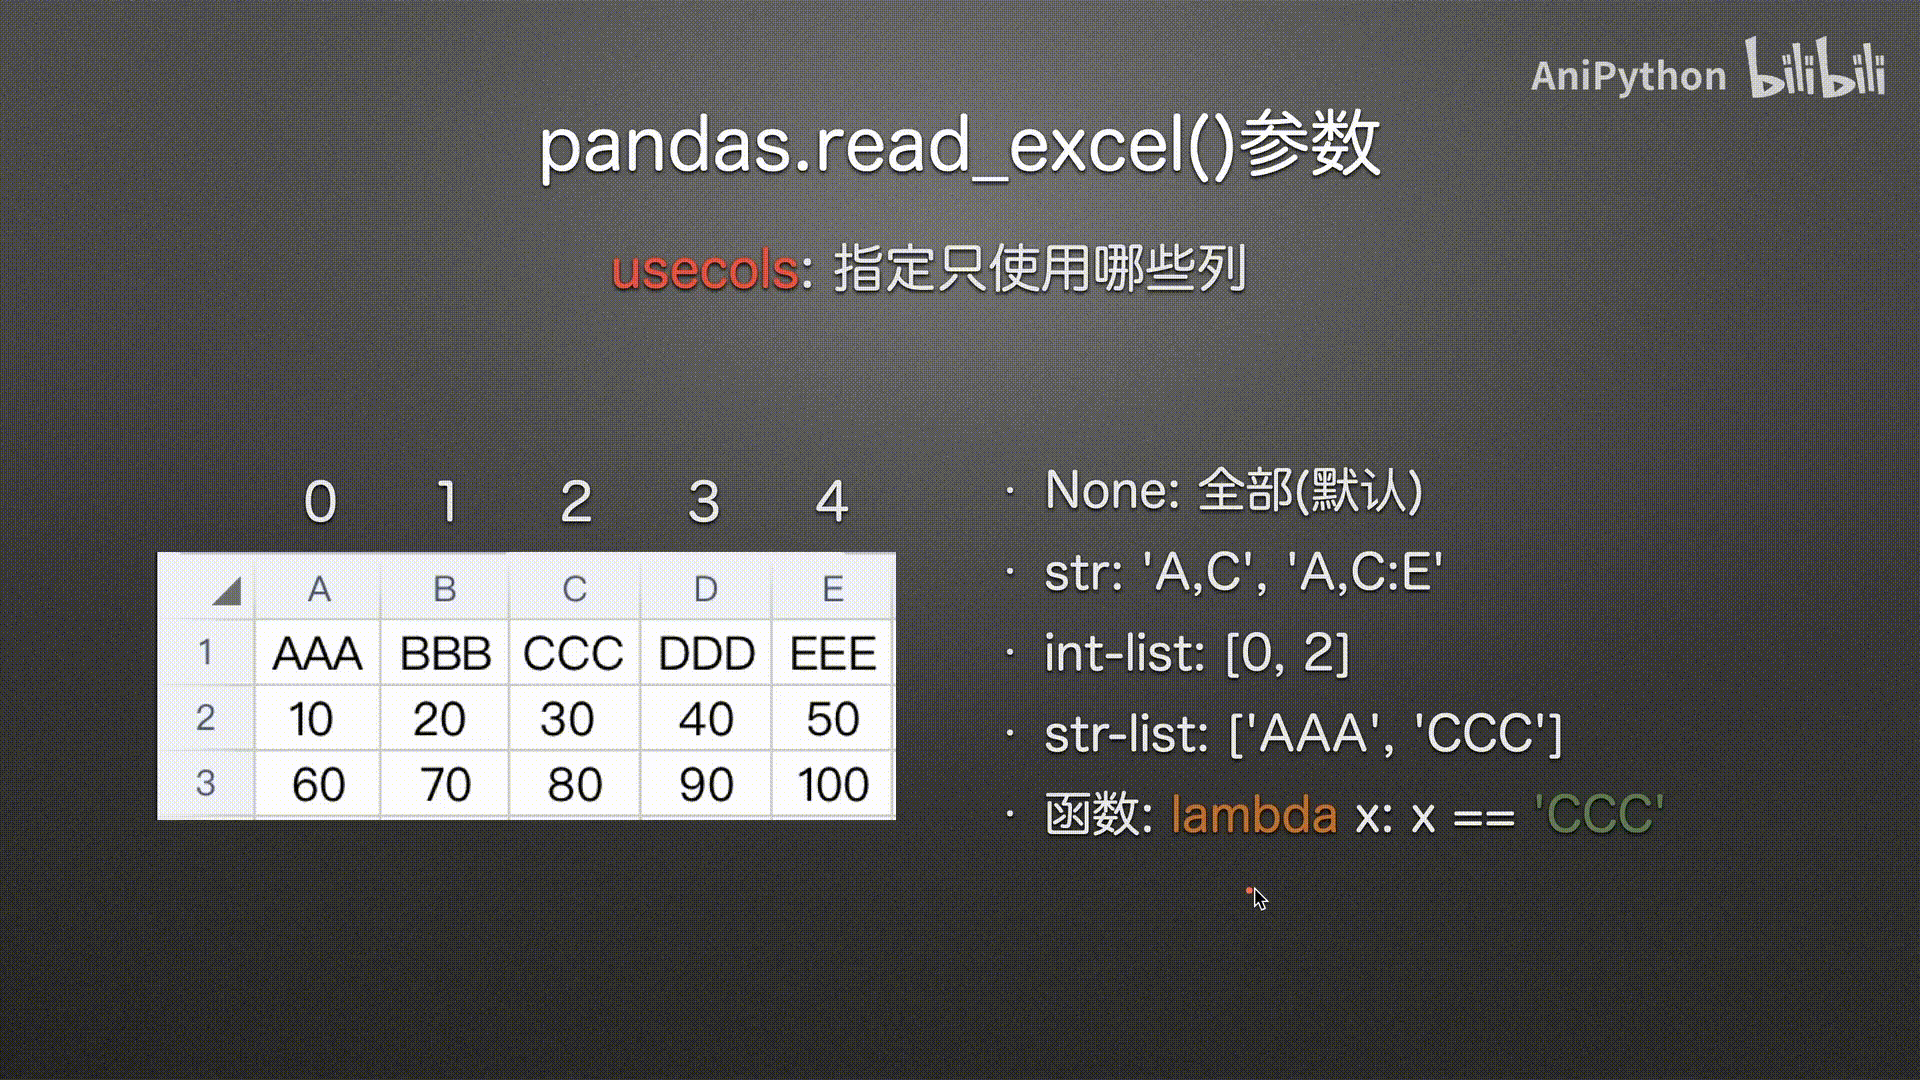 AniPython bilibili
pandas.read_excel()参数
usecols: 指定只使用哪些列
0 1 2 3 4
A B C D E
1 AAA BBB CCC DDD EEE
2 10 20 30 40 50
3 60 70 80 90 100
· None: 全部(默认)
· str: 'A,C', 'A,C:E'
· int-list: [0, 2]
· str-list: ['AAA', 'CCC']
· 函数: lambda x: x == 'CCC'